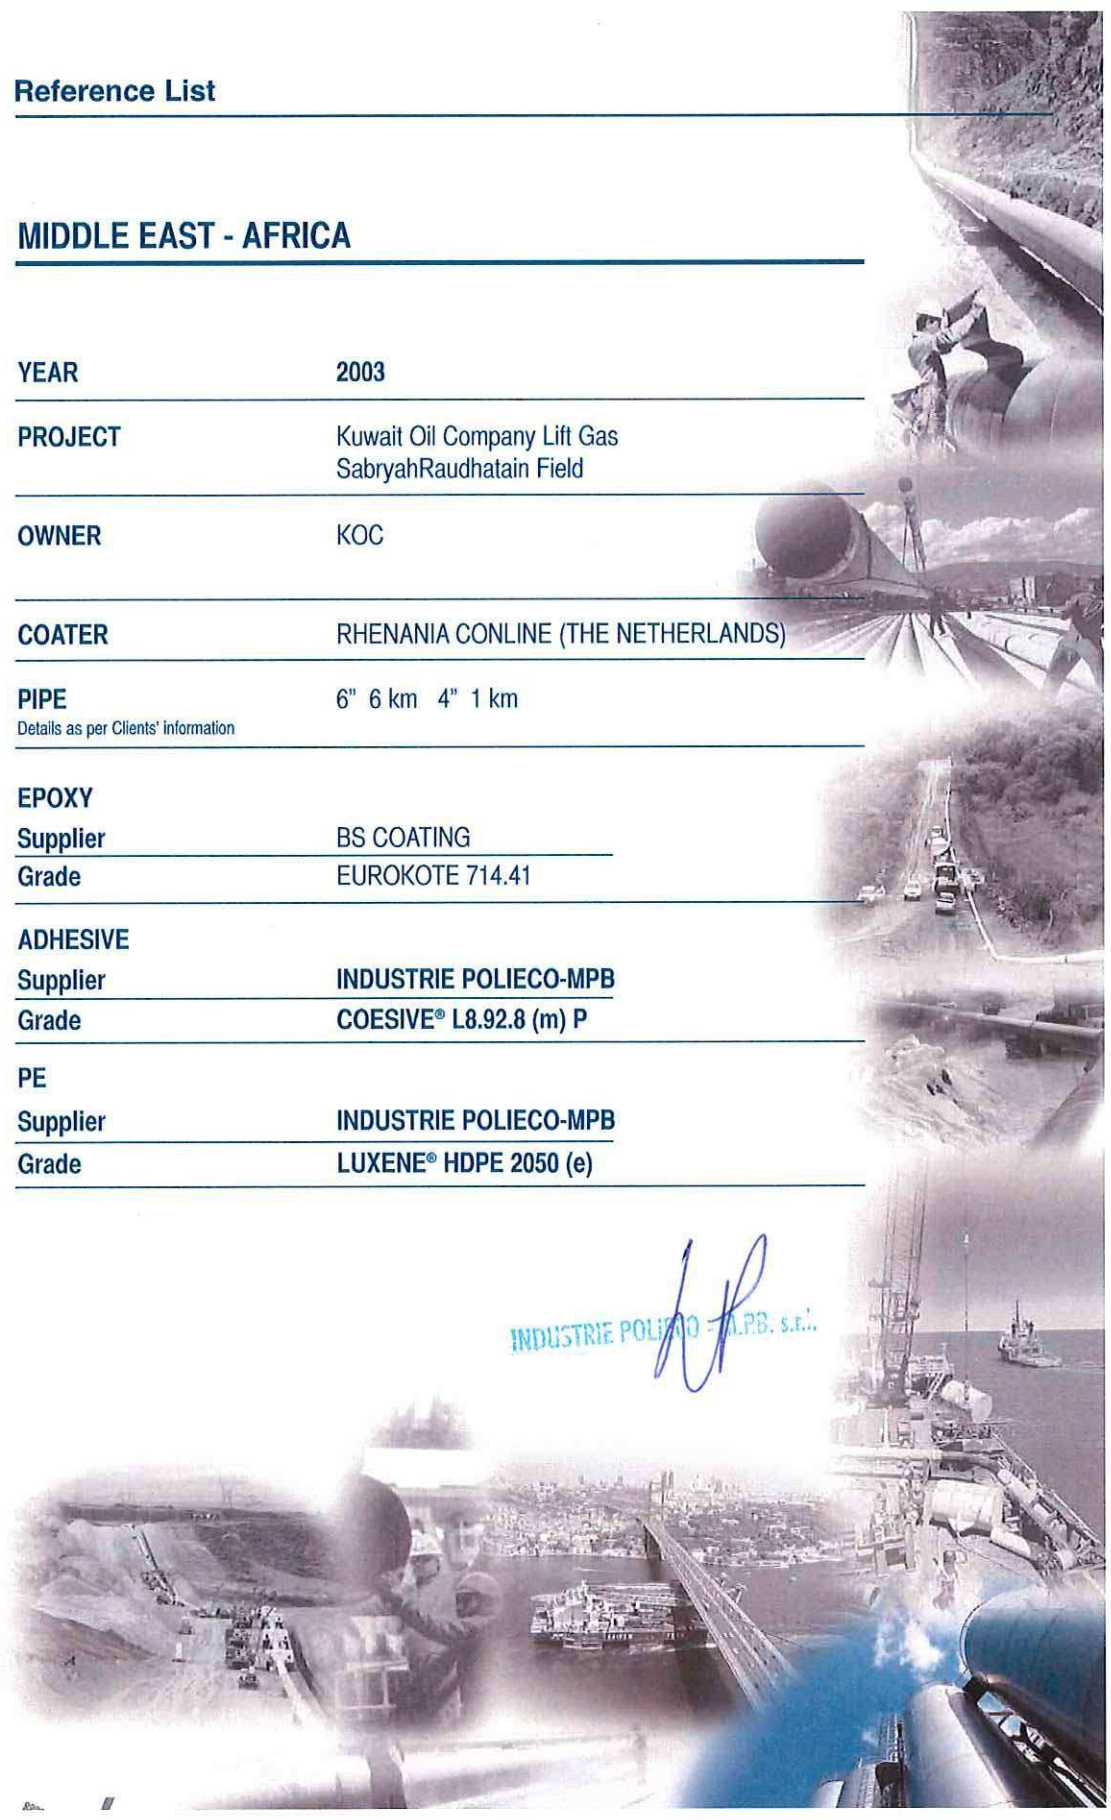 Reference List
MIDDLE EAST - AFRICA
YEAR 2003
PROJECT Kuwait Oil Company Lift Gas
SabryahRaudhatain Field
OWNER KOC
COATER RHENANIA CONLINE (THE NETHERLANDS)
PIPE 6" 6 km 4" 1 km
Details as per Clients' information
EPOXY
Supplier BS COATING
Grade EUROKOTE 714.41
ADHESIVE
Supplier INDUSTRIE POLIECO-MPB
Grade COESIVE® L8.92.8 (m) P
PE
Supplier INDUSTRIE POLIECO-MPB
Grade LUXENE® HDPE 2050 (e)
INDUSTRIE POLIECO - M.P.B. s.r.l.